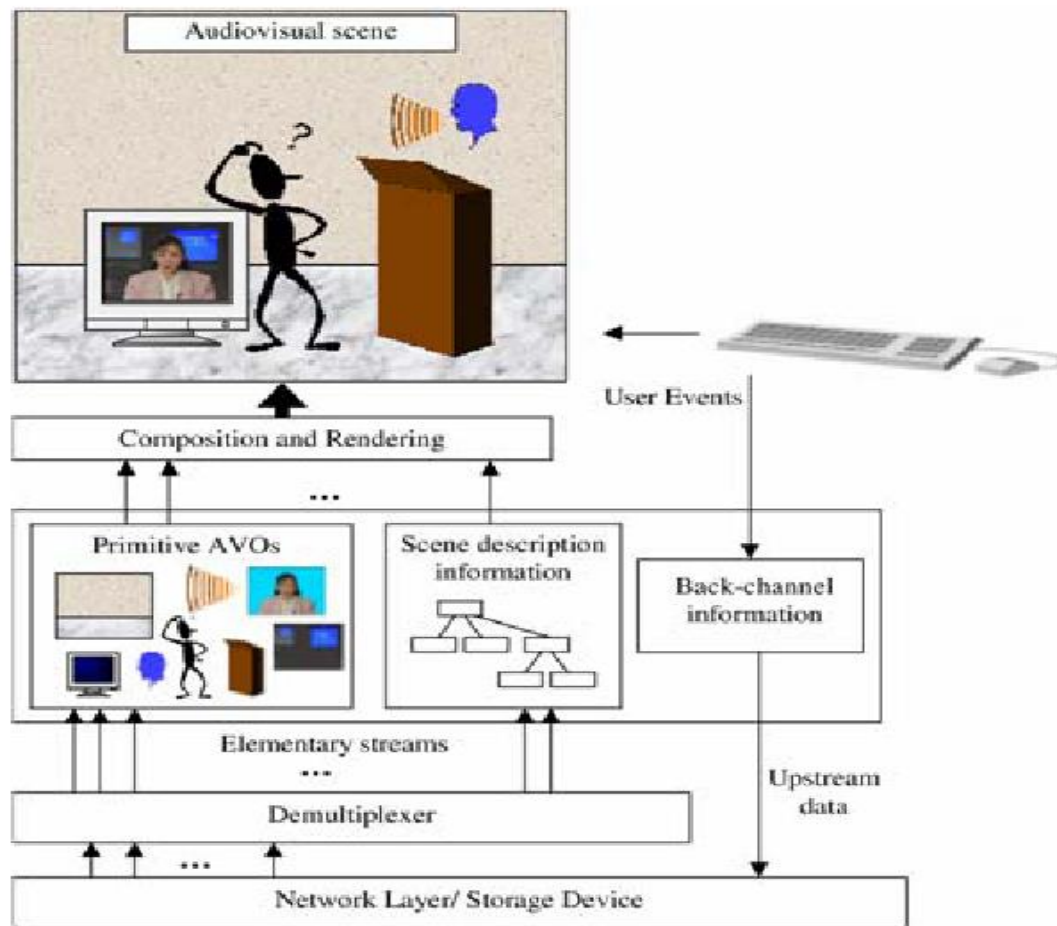 Audiovisual scene
?
User Events
Composition and Rendering
...
Primitive AVOs
Scene description
information
Back-channel
information
Elementary streams
...
Upstream
data
Demultiplexer
...
Network Layer/ Storage Device